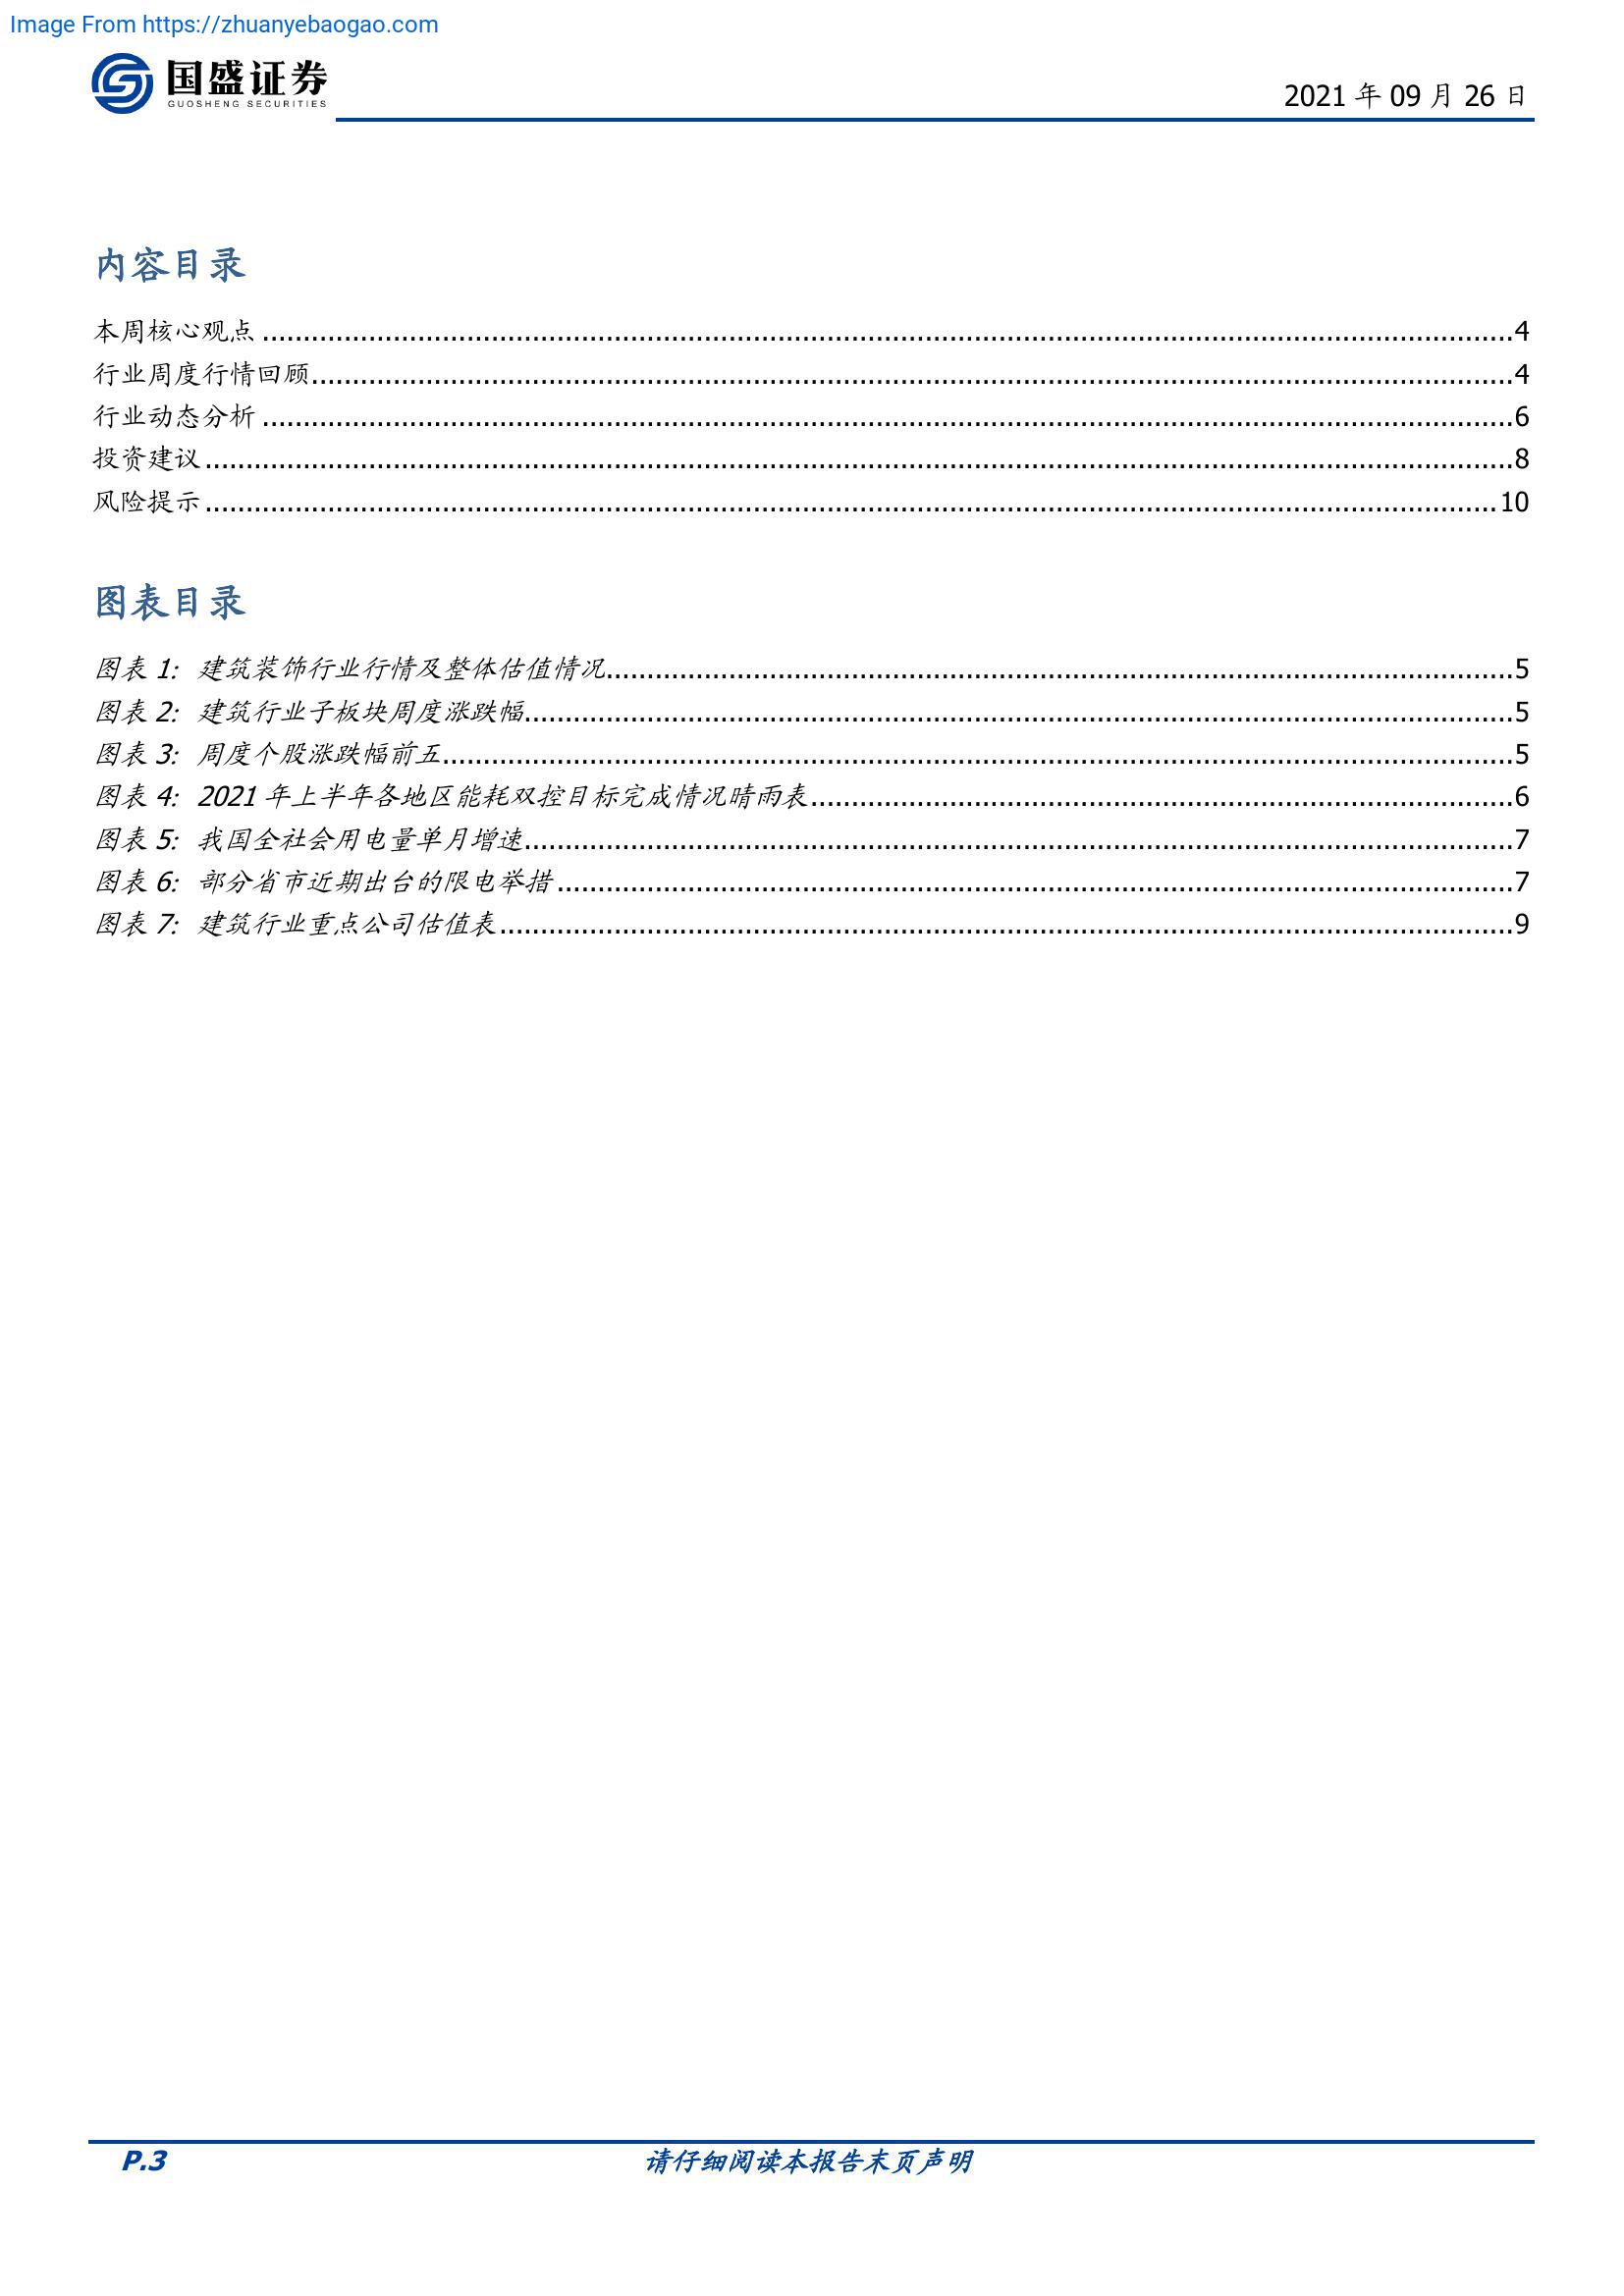 Image From https://zhuanyebaogao.com
国盛证券
GUOSHENG SECURITIES
2021 年 09 月 26 日
内容目录
本周核心观点 ........................................................................................................................................................4
行业周度行情回顾..................................................................................................................................................4
行业动态分析 ........................................................................................................................................................6
投资建议 ...............................................................................................................................................................8
风险提示 .............................................................................................................................................................10
图表目录
图表 1: 建筑装饰行业行情及整体估值情况..............................................................................................................5
图表 2: 建筑行业子板块周度涨跌幅........................................................................................................................5
图表 3: 周度个股涨跌幅前五..................................................................................................................................5
图表 4: 2021 年上半年各地区能耗双控目标完成情况晴雨表......................................................................................6
图表 5: 我国全社会用电量单月增速........................................................................................................................7
图表 6: 部分省市近期出台的限电举措....................................................................................................................7
图表 7: 建筑行业重点公司估值表...........................................................................................................................9
P.3
请仔细阅读本报告末页声明